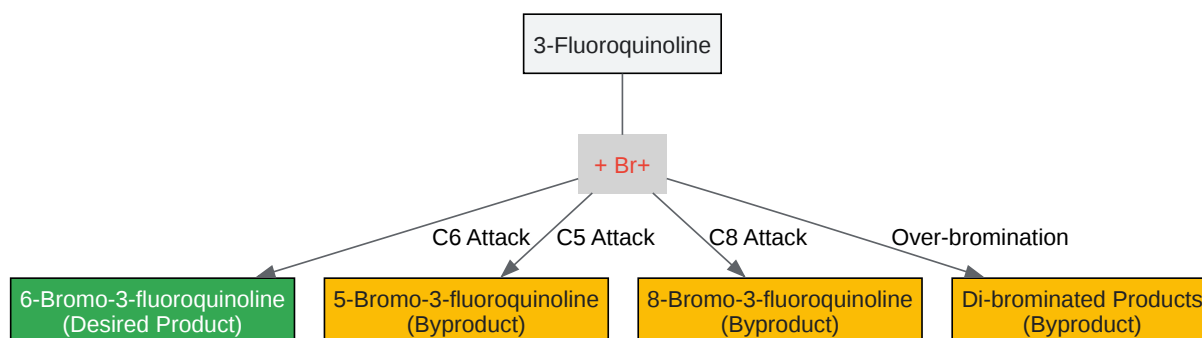 3-Fluoroquinoline
+ Br+
C6 Attack
C5 Attack
C8 Attack
Over-bromination
6-Bromo-3-fluoroquinoline
(Desired Product)
5-Bromo-3-fluoroquinoline
(Byproduct)
8-Bromo-3-fluoroquinoline
(Byproduct)
Di-brominated Products
(Byproduct)